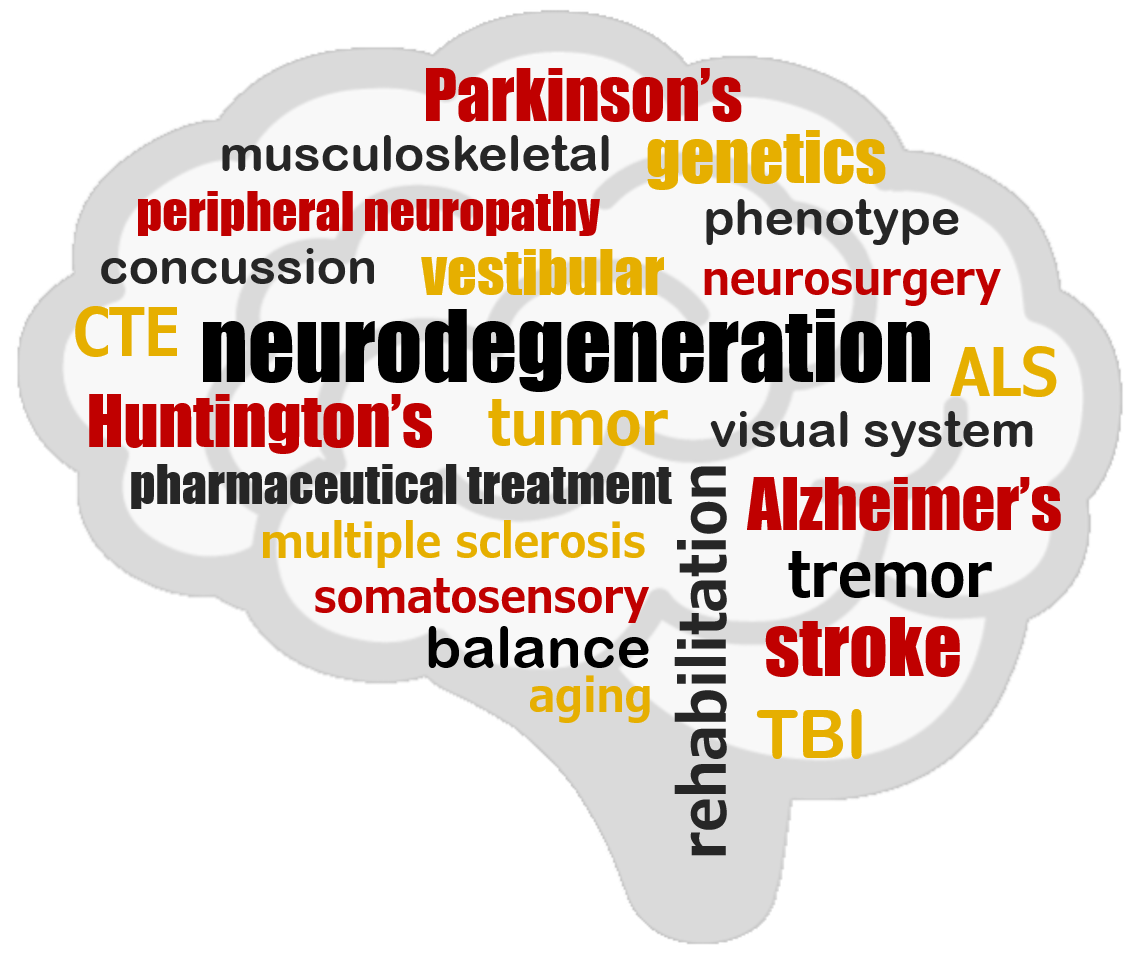 Parkinson's
musculoskeletal
genetics
peripheral neuropathy
phenotype
concussion
vestibular
neurosurgery
CTE
neurodegeneration
ALS
Huntington's
tumor
visual system
pharmaceutical treatment
Alzheimer's
multiple sclerosis
tremor
somatosensory
stroke
balance
aging
rehabilitation
TBI